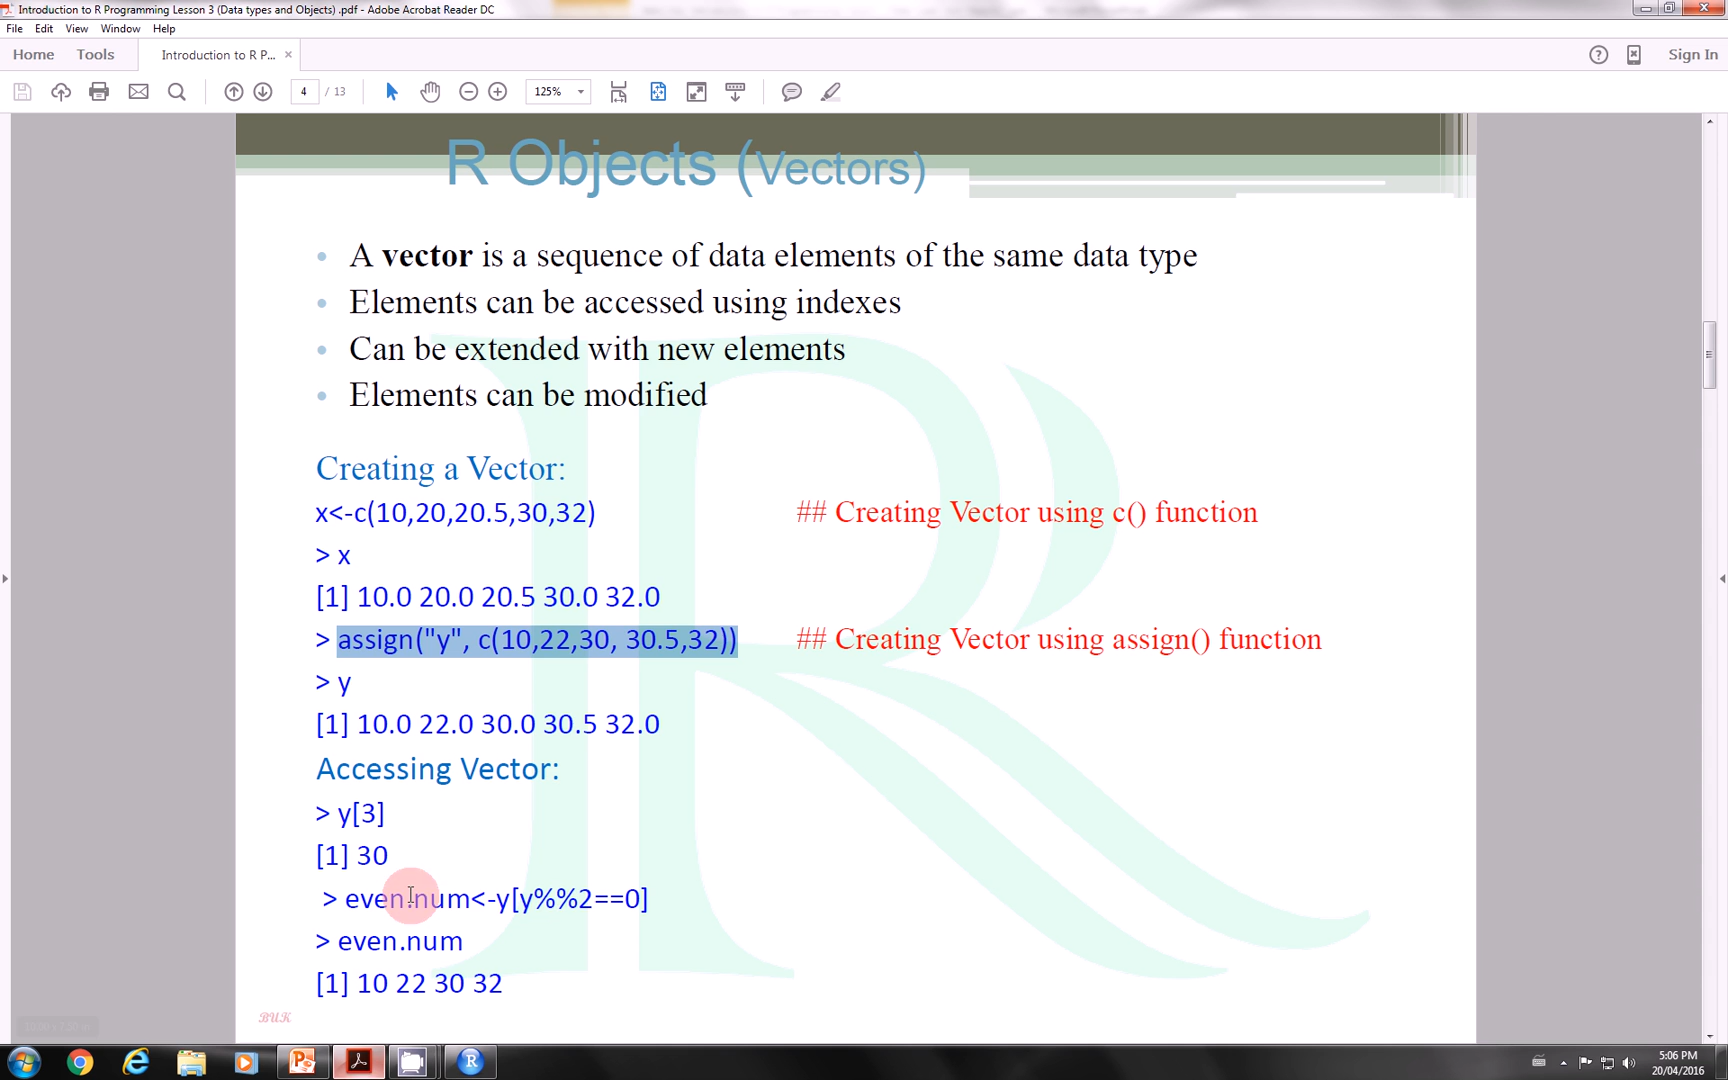 Introduction to R Programming Lesson 3 (Data types and Objects) .pdf - Adobe Acrobat Reader DC
File Edit View Window Help
Home Tools Introduction to R P... × Sign In
4 / 13 125%
R Objects (Vectors)
• A vector is a sequence of data elements of the same data type
• Elements can be accessed using indexes
• Can be extended with new elements
• Elements can be modified
Creating a Vector:
x<-c(10,20,20.5,30,32) ## Creating Vector using c() function
> x
[1] 10.0 20.0 20.5 30.0 32.0
> assign("y", c(10,22,30, 30.5,32)) ## Creating Vector using assign() function
> y
[1] 10.0 22.0 30.0 30.5 32.0
Accessing Vector:
> y[3]
[1] 30
> even.num<-y[y%%2==0]
> even.num
[1] 10 22 30 32
BUK
5:06 PM
20/04/2016